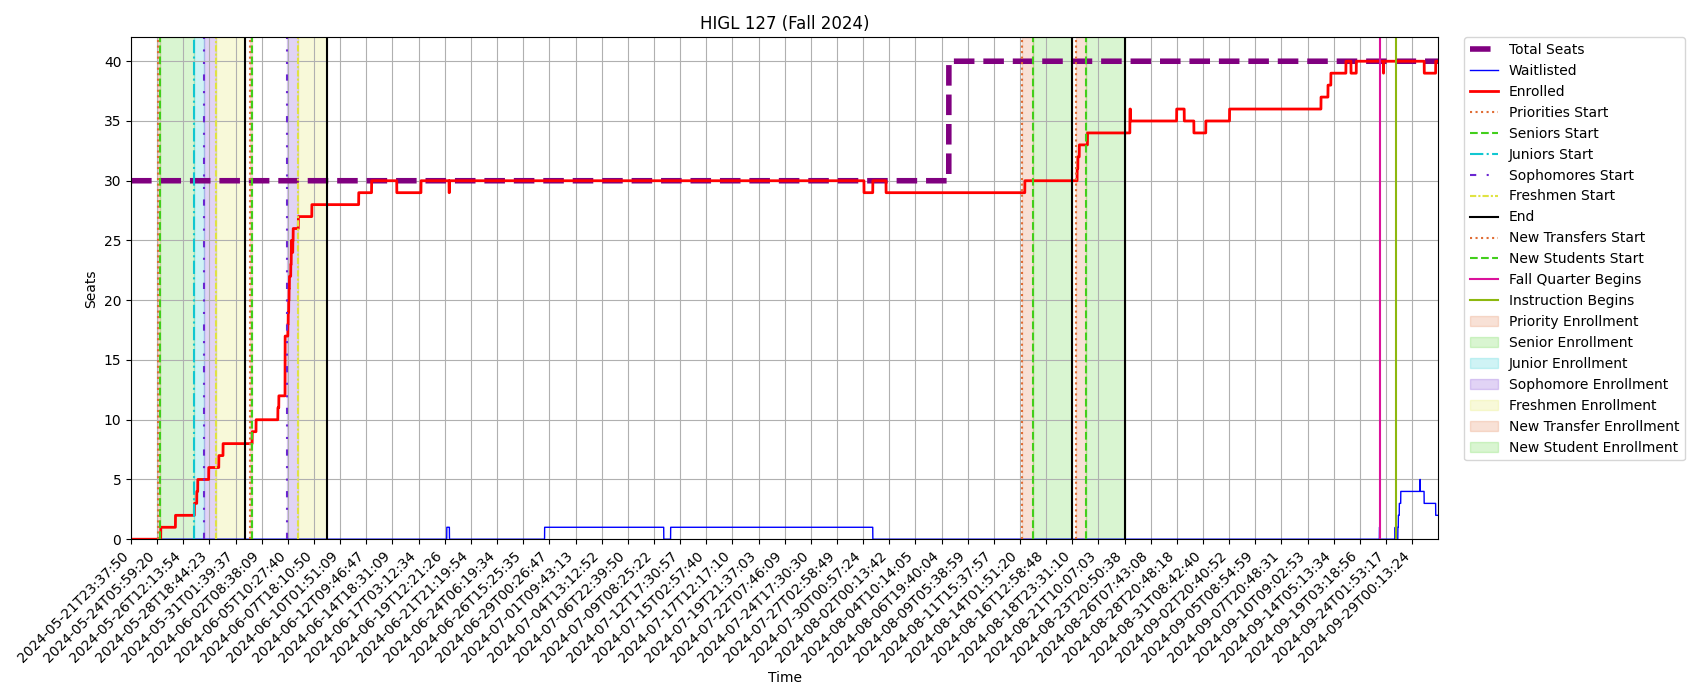 HIGL 127 (Fall 2024)
Seats
40
35
30
25
20
15
10
5
0
2024-05-21T23:37:50
2024-05-24T05:59:20
2024-05-26T12:13:54
2024-05-28T18:44:23
2024-05-31T01:39:37
2024-06-02T08:38:09
2024-06-05T10:27:40
2024-06-07T18:10:50
2024-06-10T01:51:09
2024-06-12T09:46:47
2024-06-14T18:31:09
2024-06-17T03:12:34
2024-06-19T12:21:26
2024-06-21T21:19:54
2024-06-24T06:19:34
2024-06-26T15:25:35
2024-06-29T00:26:47
2024-07-01T09:43:13
2024-07-04T13:12:52
2024-07-06T22:39:50
2024-07-09T08:25:22
2024-07-12T17:30:57
2024-07-15T02:57:40
2024-07-17T12:17:10
2024-07-19T21:37:03
2024-07-22T07:46:09
2024-07-24T17:30:30
2024-07-27T02:58:49
2024-07-30T00:57:24
2024-08-02T00:13:42
2024-08-04T10:14:05
2024-08-06T19:40:04
2024-08-09T05:38:59
2024-08-11T15:37:57
2024-08-14T01:51:20
2024-08-16T12:58:48
2024-08-18T23:31:10
2024-08-21T10:07:03
2024-08-23T20:50:38
2024-08-26T07:43:08
2024-08-28T20:48:18
2024-08-31T08:42:40
2024-09-02T20:40:52
2024-09-05T08:54:59
2024-09-07T20:48:31
2024-09-10T09:02:53
2024-09-14T05:13:34
2024-09-19T03:18:56
2024-09-24T01:53:17
2024-09-29T00:13:24
Time
Total Seats
Waitlisted
Enrolled
Priorities Start
Seniors Start
Juniors Start
Sophomores Start
Freshmen Start
End
New Transfers Start
New Students Start
Fall Quarter Begins
Instruction Begins
Priority Enrollment
Senior Enrollment
Junior Enrollment
Sophomore Enrollment
Freshmen Enrollment
New Transfer Enrollment
New Student Enrollment